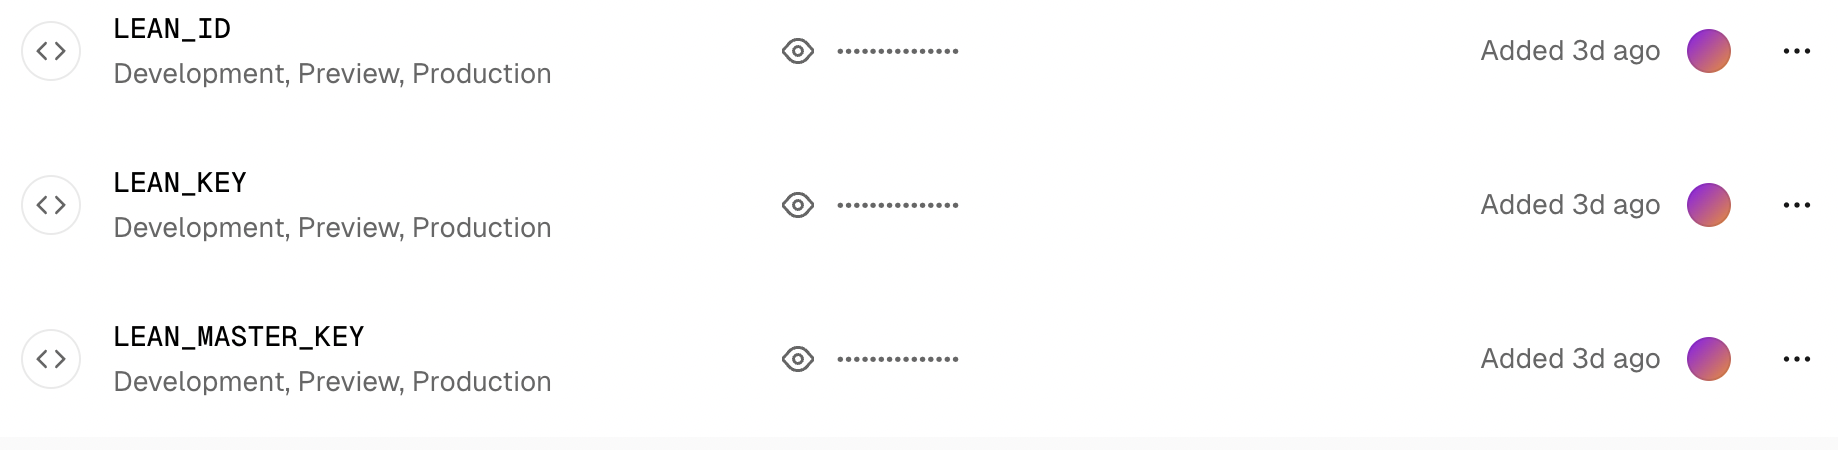 LEAN_ID
Development, Preview, Production
•••••••••••••••
Added 3d ago
LEAN_KEY
Development, Preview, Production
•••••••••••••••
Added 3d ago
LEAN_MASTER_KEY
Development, Preview, Production
•••••••••••••••
Added 3d ago